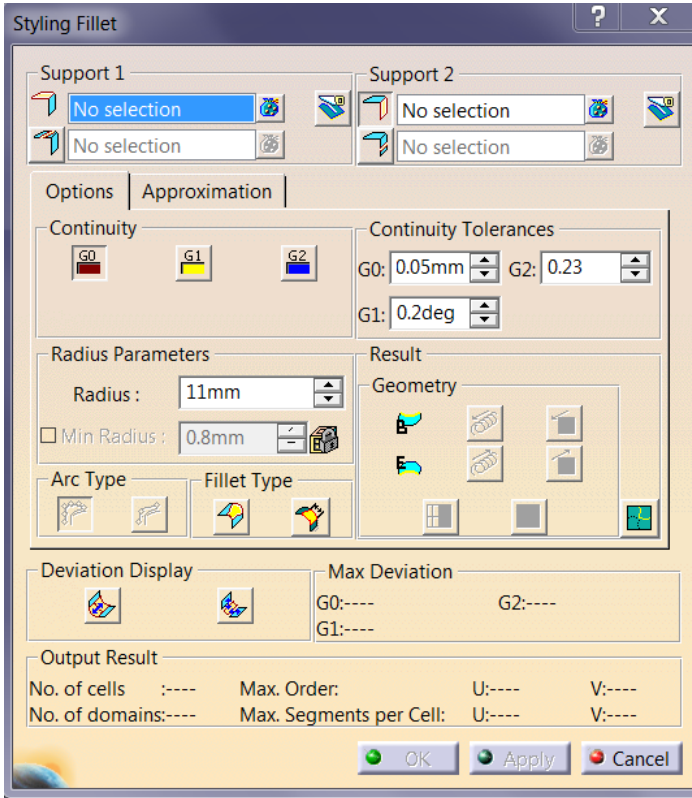 Styling Fillet
Support 1
Support 2
No selection
No selection
No selection
No selection
Options
Approximation
Continuity
Continuity Tolerances
G0
G1
G2
G0: 0.05mm G2: 0.23
G1: 0.2deg
Radius Parameters
Result
Radius : 11mm
Geometry
Min Radius : 0.8mm
B
E
Arc Type
Fillet Type
Deviation Display
Max Deviation
G0:---- G2:----
G1:----
Output Result
No. of cells :---- Max. Order: U:---- V:----
No. of domains:---- Max. Segments per Cell: U:---- V:----
OK Apply Cancel